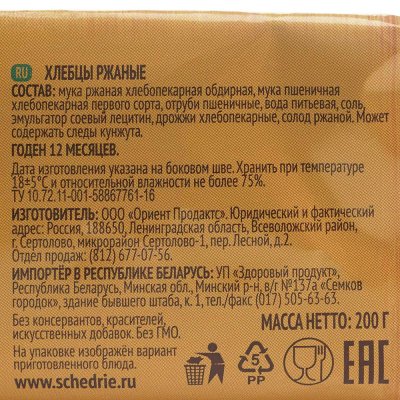 RU ХЛЕБЦЫ РЖАНЫЕ
СОСТАВ: мука ржаная хлебопекарная обдирная, мука пшеничная
хлебопекарная первого сорта, отруби пшеничные, вода питьевая, соль,
эмульгатор соевый лецитин, дрожжи хлебопекарные, солод ржаной. Может
содержать следы кунжута.
ГОДЕН 12 МЕСЯЦЕВ.
Дата изготовления указана на боковом шве. Хранить при температуре
18±5°С и относительной влажности не более 75%.
ТУ 10.72.11-001-58867761-16
ИЗГОТОВИТЕЛЬ: ООО «Ориент Продактс». Юридический и фактический
адрес: Россия, 188650, Ленинградская область, Всеволожский район,
г. Сертолово, микрорайон Сертолово-1, пер. Лесной, д.2.
Отдел продаж: (812) 677-07-56.
ИМПОРТЁР В РЕСПУБЛИКЕ БЕЛАРУСЬ: УП «Здоровый продукт»,
Республика Беларусь, Минская обл., Минский р-н, в/г №137а «Семков
городок», здание бывшего штаба, к. 1, тел./факс (017) 505-63-63.
Без консервантов, красителей,
искусственных добавок. Без ГМО.
МАССА НЕТТО: 200 Г
На упаковке изображён вариант
приготовленного блюда.
www.schedrie.ru
5
PP
ЕАС